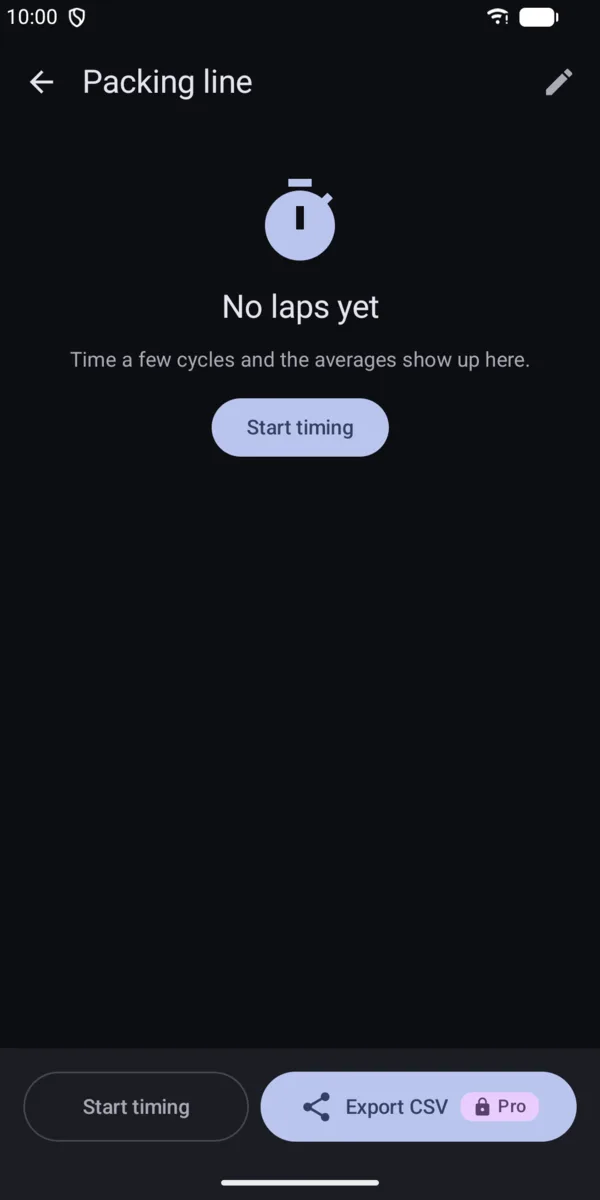 10:00
Packing line
No laps yet
Time a few cycles and the averages show up here.
Start timing
Start timing
Export CSV Pro